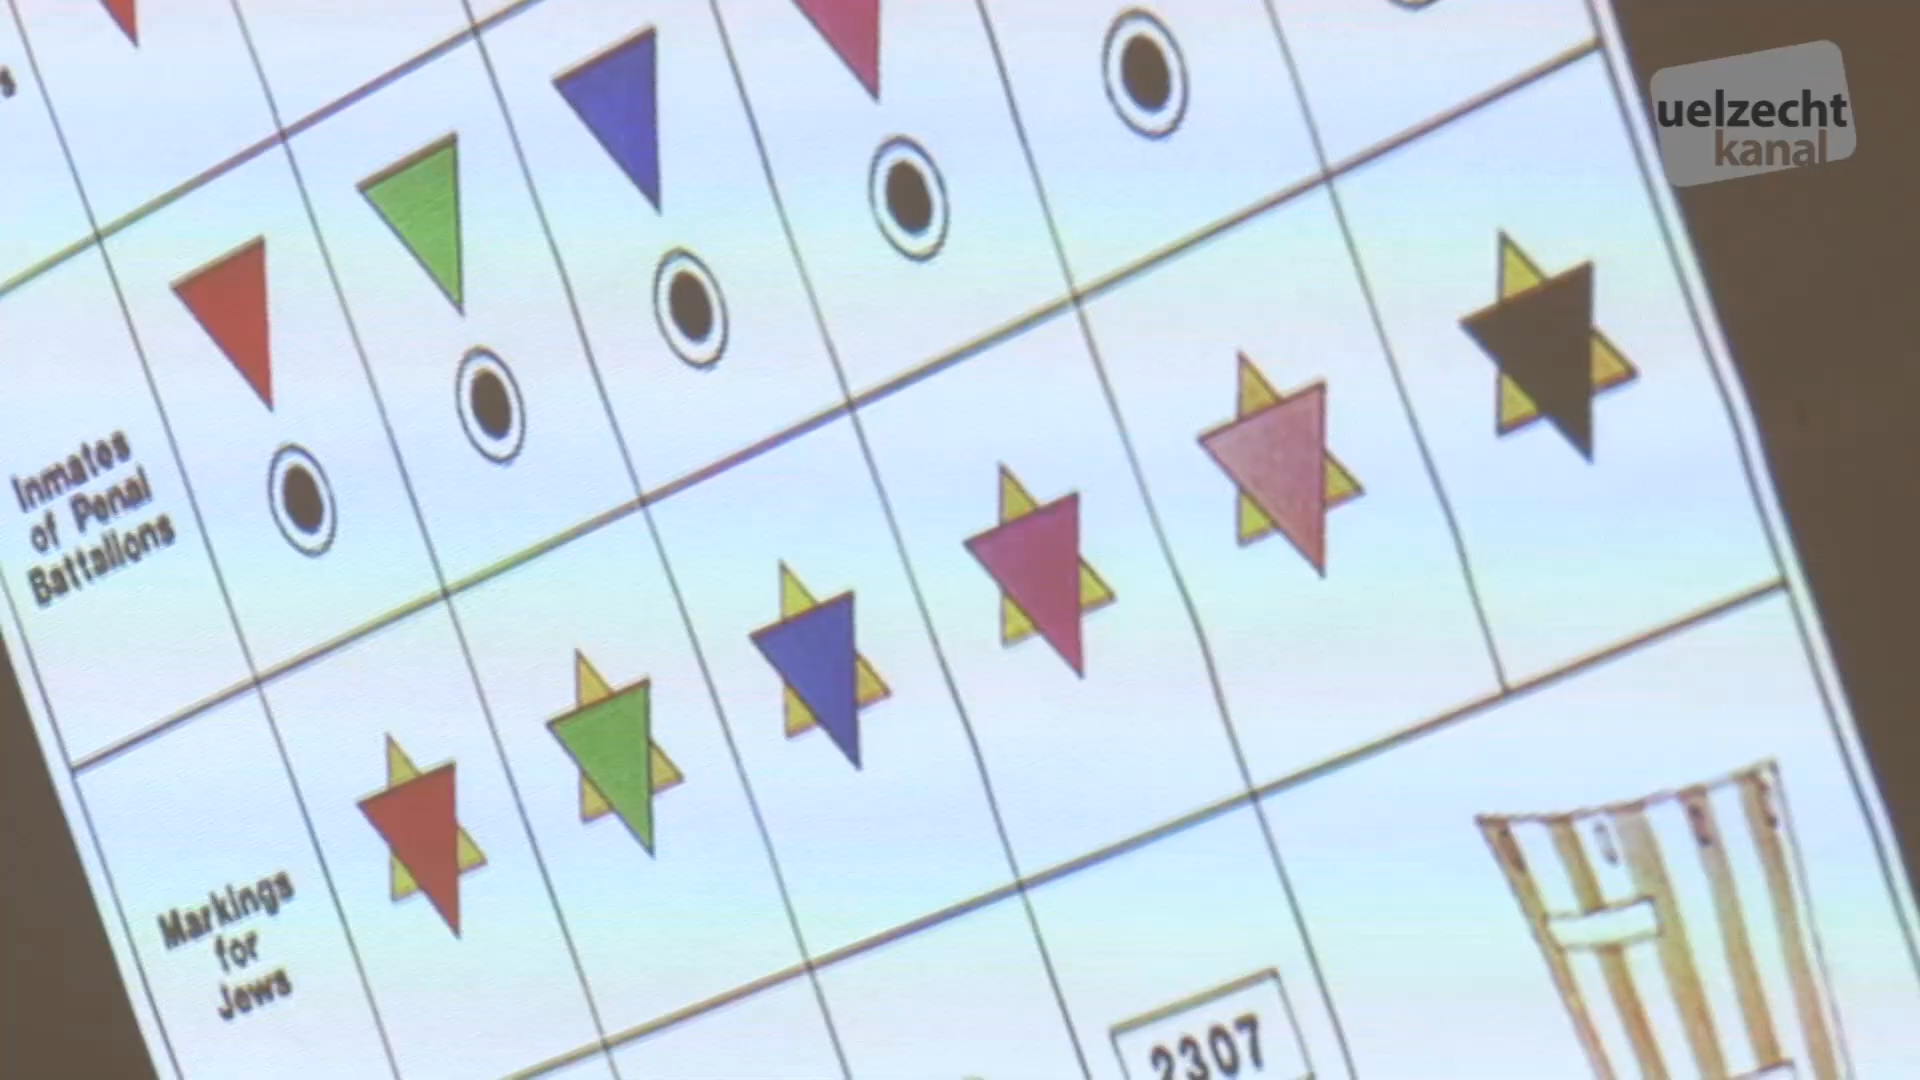 uelzecht
kanal
Inmates
of Penal
Battalions
Markings
for
Jews
2307